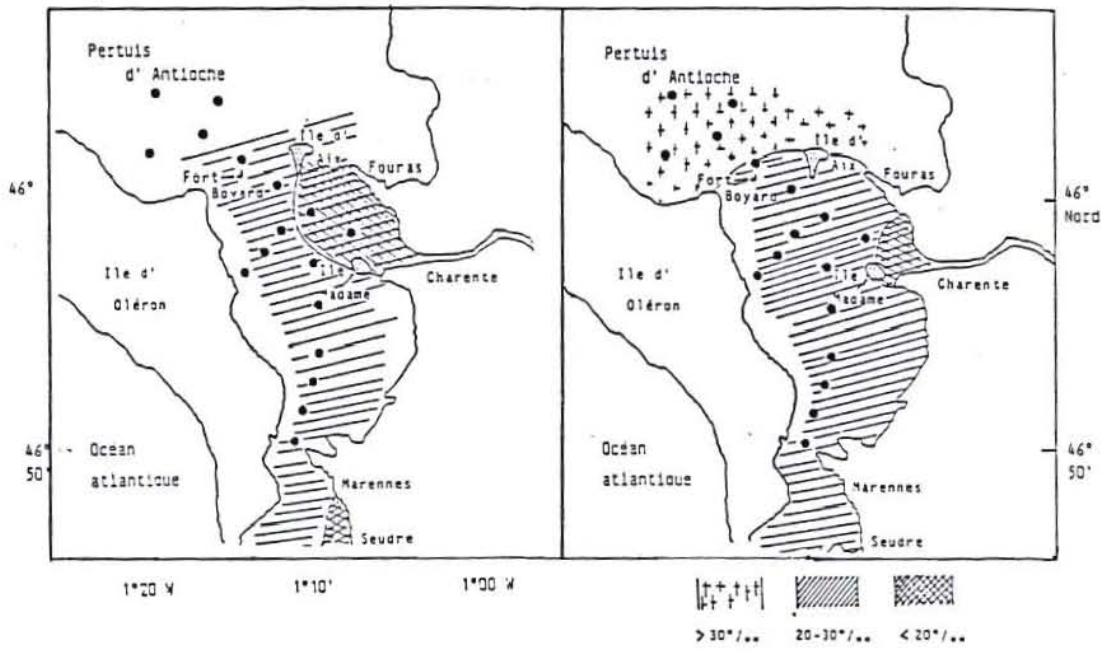 Pertuis
d' Antioche
Ile d'
Aix
Fort
Boyard
Fouras
46°
Ile d'
Oléron
Ile
Madame
Charente
46°
50'
Océan
atlantique
Marennes
Seudre
Pertuis
d' Antioche
Ile d'
Aix
Fort
Boyard
Fouras
46°
Nord
Ile d'
Oléron
Ile
Madame
Charente
Océan
atlantique
46°
50'
Marennes
Seudre
1°20 W
1°10'
1°00 W
>30°/..
20-30°/..
<20°/..